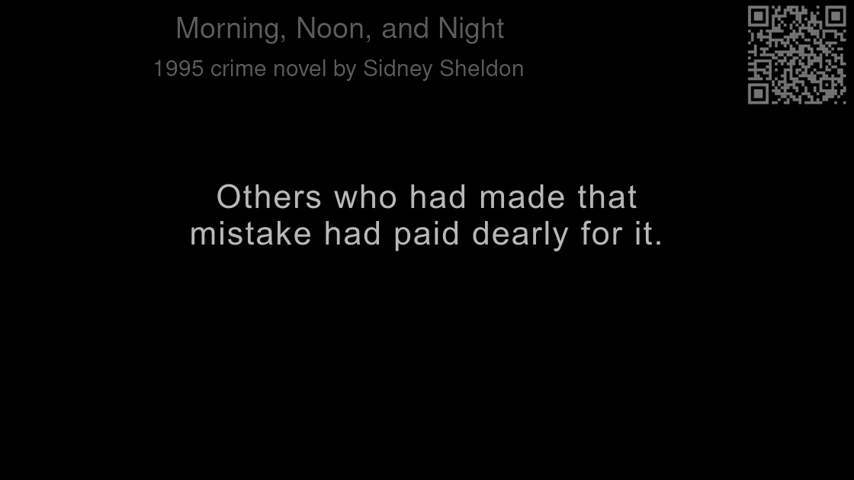 Morning, Noon, and Night
1995 crime novel by Sidney Sheldon
Others who had made that
mistake had paid dearly for it.